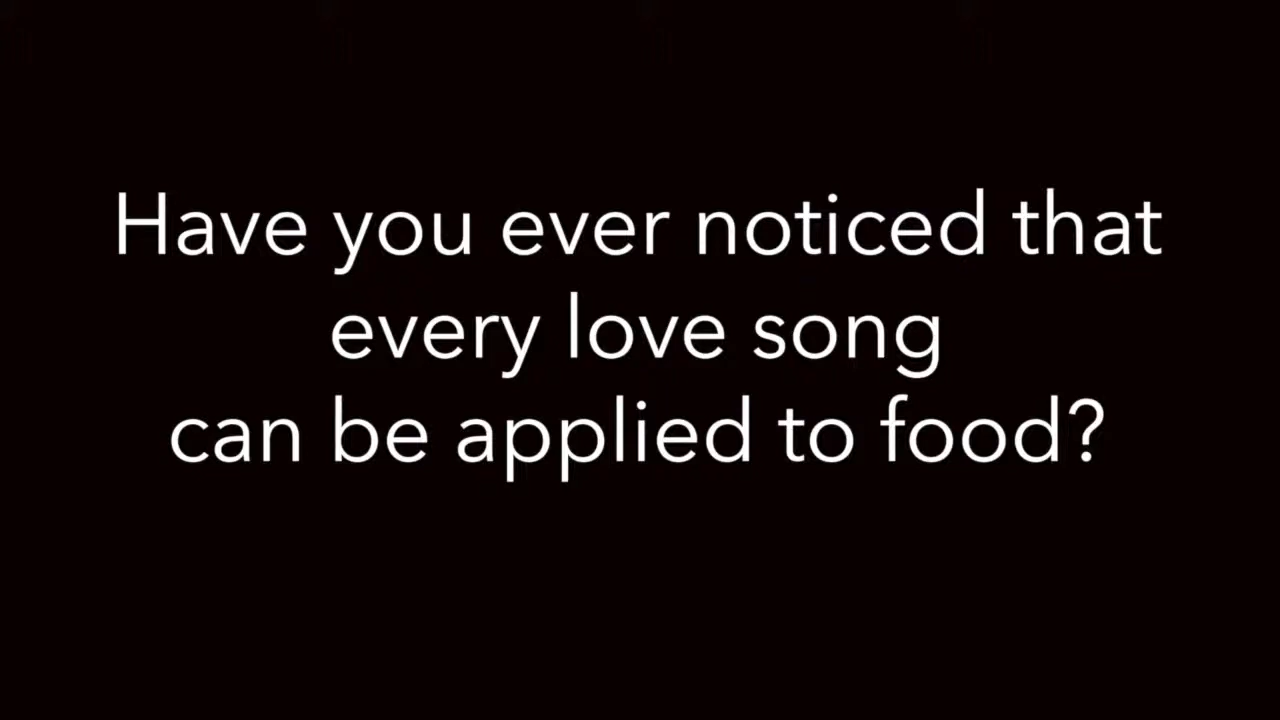 Have you ever noticed that
every love song
can be applied to food?